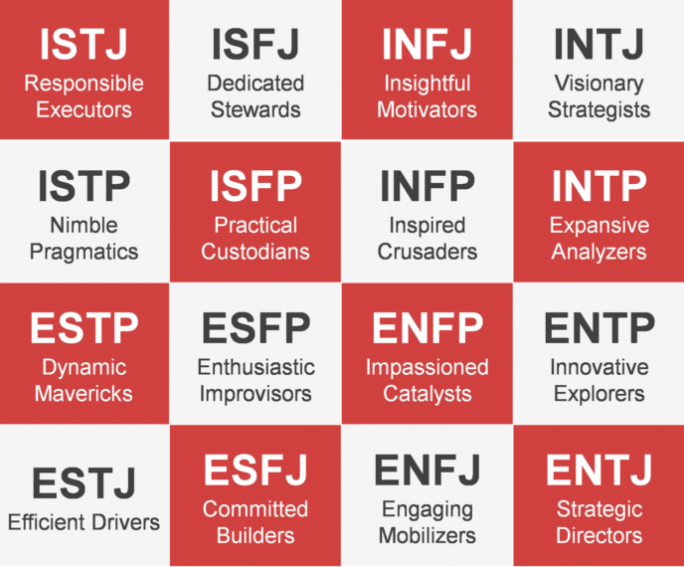 ISTJ
Responsible
Executors
ISFJ
Dedicated
Stewards
INFJ
Insightful
Motivators
INTJ
Visionary
Strategists
ISTP
Nimble
Pragmatics
ISFP
Practical
Custodians
INFP
Inspired
Crusaders
INTP
Expansive
Analyzers
ESTP
Dynamic
Mavericks
ESFP
Enthusiastic
Improvisors
ENFP
Impassioned
Catalysts
ENTP
Innovative
Explorers
ESTJ
Efficient Drivers
ESFJ
Committed
Builders
ENFJ
Engaging
Mobilizers
ENTJ
Strategic
Directors